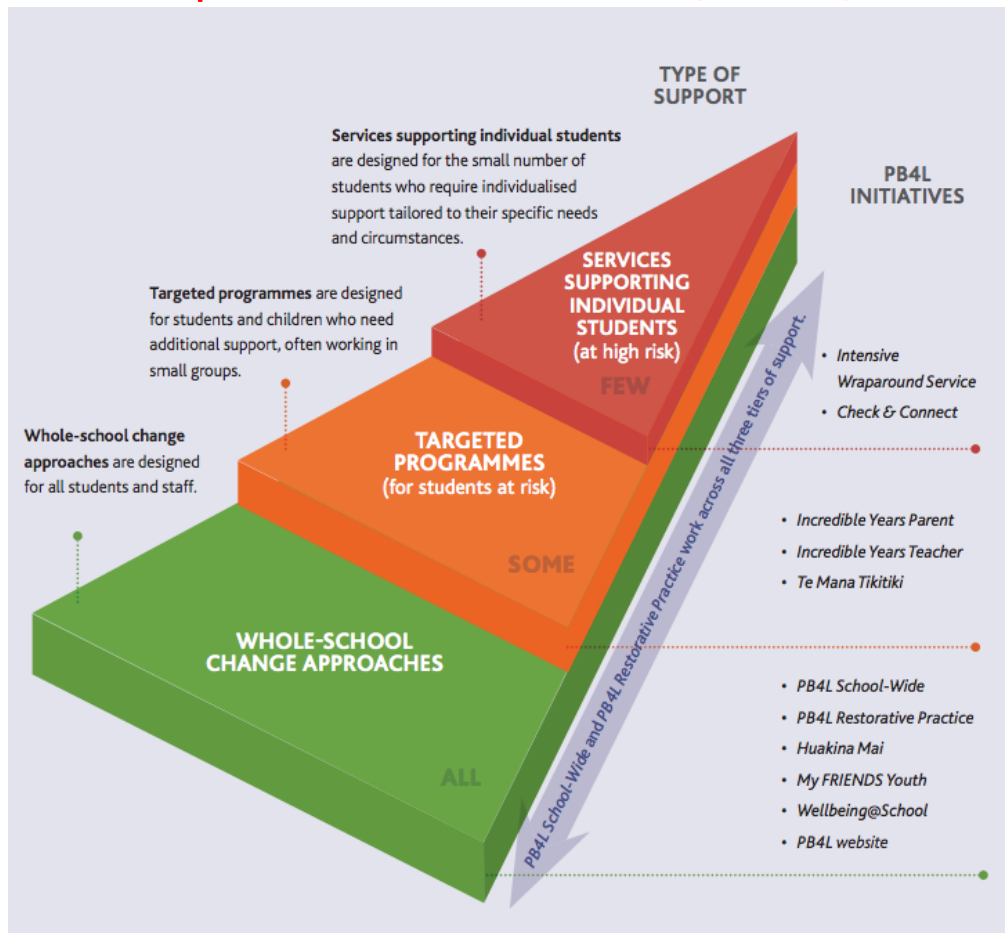 TYPE OF
SUPPORT
Services supporting individual students
are designed for the small number of
students who require individualised
support tailored to their specific needs
and circumstances.
PB4L
INITIATIVES
SERVICES
SUPPORTING
INDIVIDUAL
STUDENTS
(at high risk)
FEW
Targeted programmes are designed
for students and children who need
additional support, often working in
small groups.
• Intensive
Wraparound Service
• Check & Connect
TARGETED
PROGRAMMES
(for students at risk)
SOME
Whole-school change
approaches are designed
for all students and staff.
• Incredible Years Parent
• Incredible Years Teacher
• Te Mana Tikitiki
WHOLE-SCHOOL
CHANGE APPROACHES
ALL
PB4L School-Wide and PB4L Restorative Practice work across all three tiers of support.
• PB4L School-Wide
• PB4L Restorative Practice
• Huakina Mai
• My FRIENDS Youth
• Wellbeing@School
• PB4L website